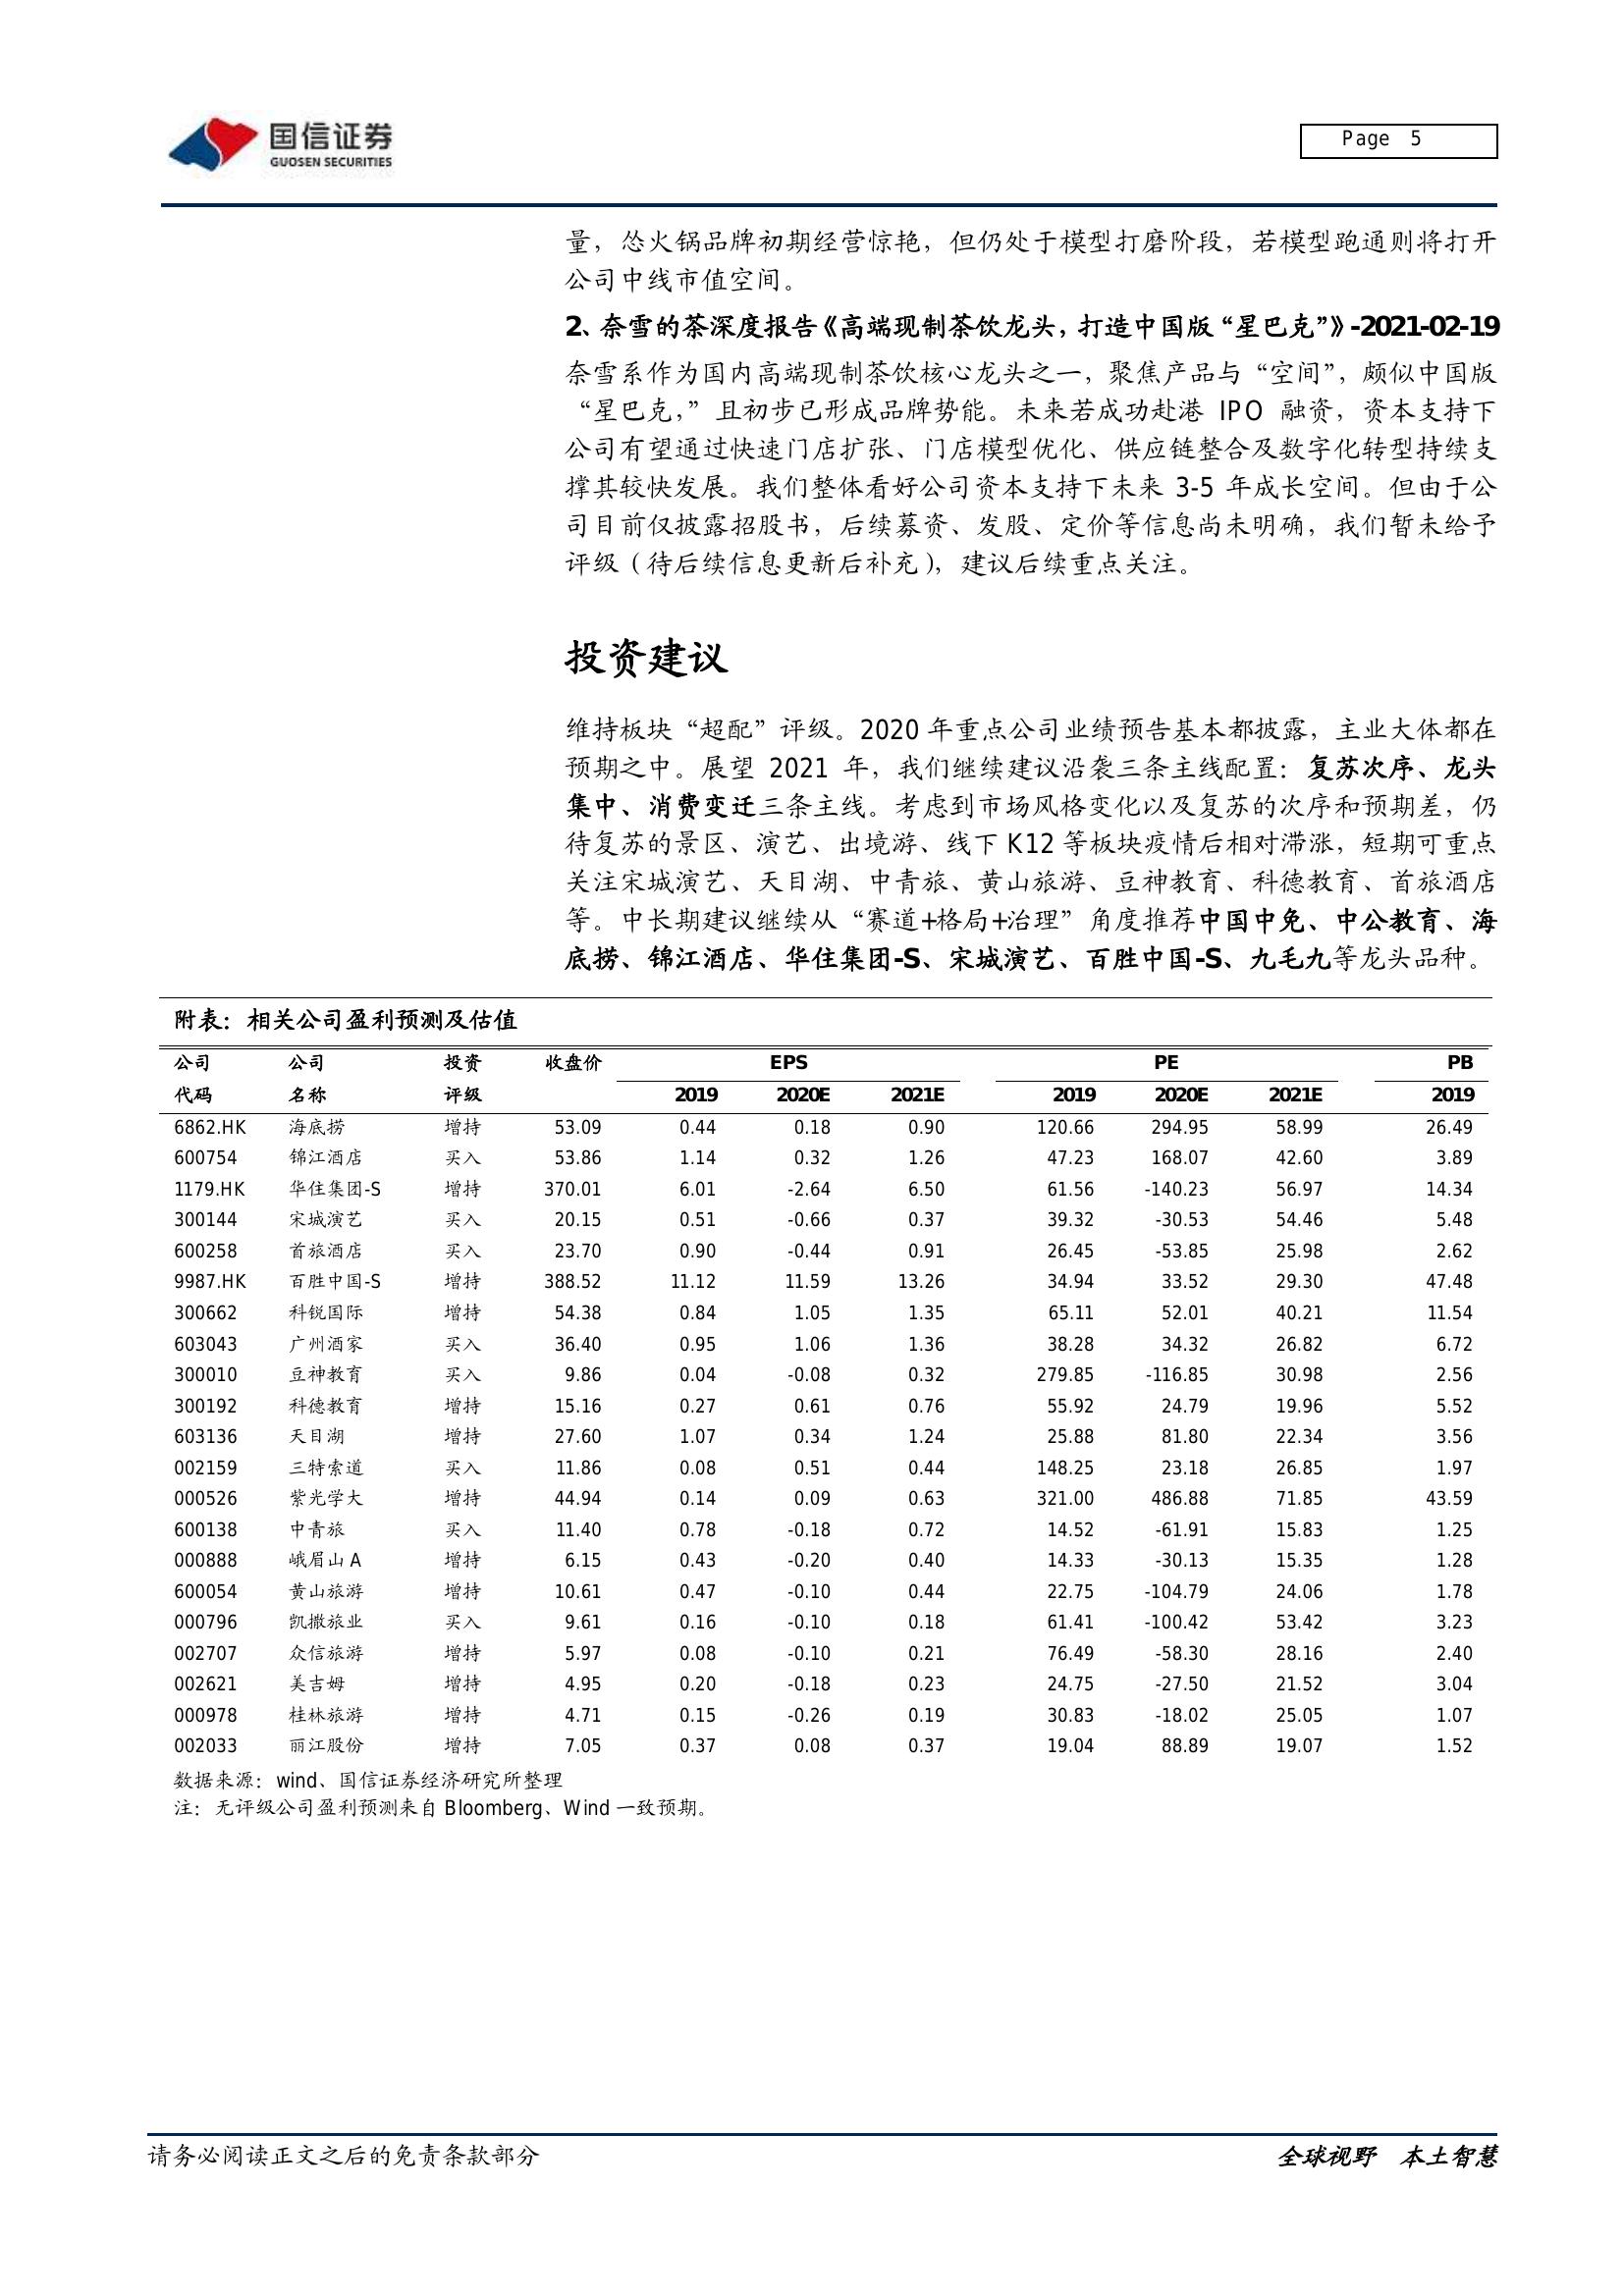 国信证券
GUOSEN SECURITIES
Page 5
量，怂火锅品牌初期经营惊艳，但仍处于模型打磨阶段，若模型跑通则将打开
公司中线市值空间。
2、奈雪的茶深度报告《高端现制茶饮龙头，打造中国版“星巴克”》-2021-02-19
奈雪系作为国内高端现制茶饮核心龙头之一，聚焦产品与“空间”，颇似中国版
“星巴克，”且初步已形成品牌势能。未来若成功赴港 IPO 融资，资本支持下
公司有望通过快速门店扩张、门店模型优化、供应链整合及数字化转型持续支
撑其较快发展。我们整体看好公司资本支持下未来 3-5 年成长空间。但由于公
司目前仅披露招股书，后续募资、发股、定价等信息尚未明确，我们暂未给予
评级（待后续信息更新后补充），建议后续重点关注。
投资建议
维持板块“超配”评级。2020 年重点公司业绩预告基本都披露，主业大体都在
预期之中。展望 2021 年，我们继续建议沿袭三条主线配置：复苏次序、龙头
集中、消费变迁三条主线。考虑到市场风格变化以及复苏的次序和预期差，仍
待复苏的景区、演艺、出境游、线下 K12 等板块疫情后相对滞涨，短期可重点
关注宋城演艺、天目湖、中青旅、黄山旅游、豆神教育、科德教育、首旅酒店
等。中长期建议继续从“赛道+格局+治理”角度推荐中国中免、中公教育、海
底捞、锦江酒店、华住集团-S、宋城演艺、百胜中国-S、九毛九等龙头品种。
附表：相关公司盈利预测及估值
公司 公司 投资 收盘价 EPS PE PB
代码 名称 评级 2019 2020E 2021E 2019 2020E 2021E 2019
6862.HK 海底捞 增持 53.09 0.44 0.18 0.90 120.66 294.95 58.99 26.49
600754 锦江酒店 买入 53.86 1.14 0.32 1.26 47.23 168.07 42.60 3.89
1179.HK 华住集团-S 增持 370.01 6.01 -2.64 6.50 61.56 -140.23 56.97 14.34
300144 宋城演艺 买入 20.15 0.51 -0.66 0.37 39.32 -30.53 54.46 5.48
600258 首旅酒店 买入 23.70 0.90 -0.44 0.91 26.45 -53.85 25.98 2.62
9987.HK 百胜中国-S 增持 388.52 11.12 11.59 13.26 34.94 33.52 29.30 47.48
300662 科锐国际 增持 54.38 0.84 1.05 1.35 65.11 52.01 40.21 11.54
603043 广州酒家 买入 36.40 0.95 1.06 1.36 38.28 34.32 26.82 6.72
300010 豆神教育 买入 9.86 0.04 -0.08 0.32 279.85 -116.85 30.98 2.56
300192 科德教育 增持 15.16 0.27 0.61 0.76 55.92 24.79 19.96 5.52
603136 天目湖 增持 27.60 1.07 0.34 1.24 25.88 81.80 22.34 3.56
002159 三特索道 买入 11.86 0.08 0.51 0.44 148.25 23.18 26.85 1.97
000526 紫光学大 增持 44.94 0.14 0.09 0.63 321.00 486.88 71.85 43.59
600138 中青旅 买入 11.40 0.78 -0.18 0.72 14.52 -61.91 15.83 1.25
000888 峨眉山 A 增持 6.15 0.43 -0.20 0.40 14.33 -30.13 15.35 1.28
600054 黄山旅游 增持 10.61 0.47 -0.10 0.44 22.75 -104.79 24.06 1.78
000796 凯撒旅业 买入 9.61 0.16 -0.10 0.18 61.41 -100.42 53.42 3.23
002707 众信旅游 增持 5.97 0.08 -0.10 0.21 76.49 -58.30 28.16 2.40
002621 美吉姆 增持 4.95 0.20 -0.18 0.23 24.75 -27.50 21.52 3.04
000978 桂林旅游 增持 4.71 0.15 -0.26 0.19 30.83 -18.02 25.05 1.07
002033 丽江股份 增持 7.05 0.37 0.08 0.37 19.04 88.89 19.07 1.52
数据来源：wind、国信证券经济研究所整理
注：无评级公司盈利预测来自 Bloomberg、Wind 一致预期。
请务必阅读正文之后的免责条款部分
全球视野 本土智慧